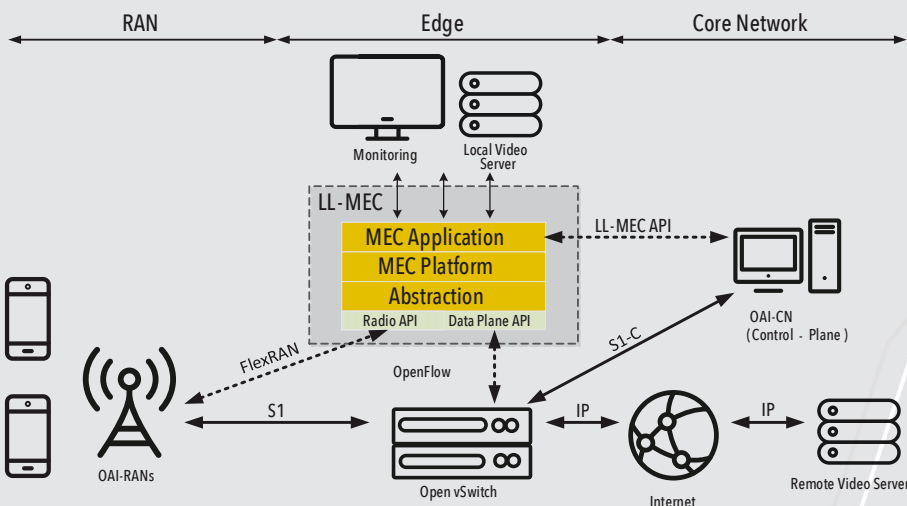 RAN
Edge
Core Network
Monitoring
Local Video
Server
LL-MEC
MEC Application
LL-MEC API
MEC Platform
Abstraction
Radio API
Data Plane API
OAI-CN
(Control - Plane)
FlexRAN
OpenFlow
S1-C
S1
IP
IP
OAI-RANs
Open vSwitch
Internet
Remote Video Server